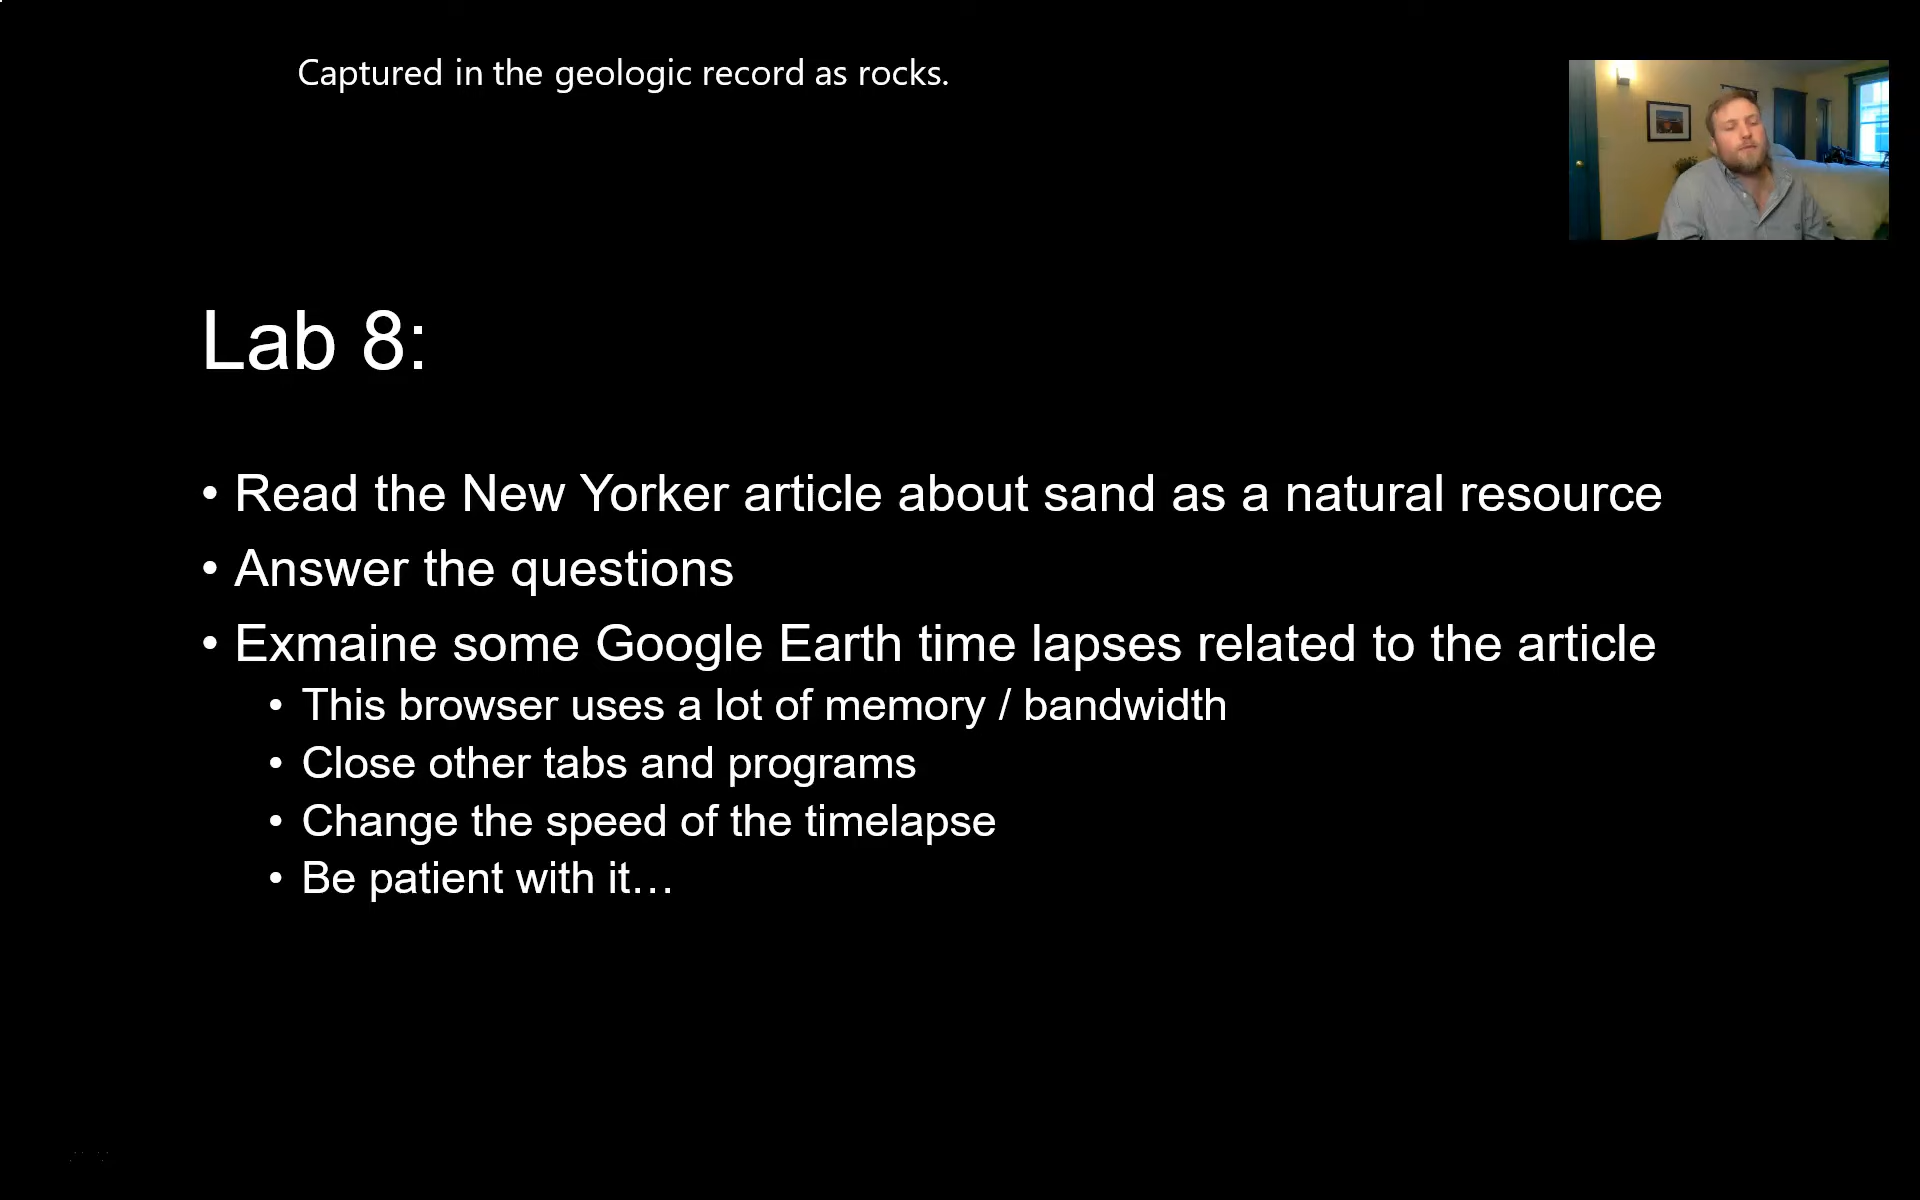 Captured in the geologic record as rocks.
Lab 8:
• Read the New Yorker article about sand as a natural resource
• Answer the questions
• Exmaine some Google Earth time lapses related to the article
• This browser uses a lot of memory / bandwidth
• Close other tabs and programs
• Change the speed of the timelapse
• Be patient with it…